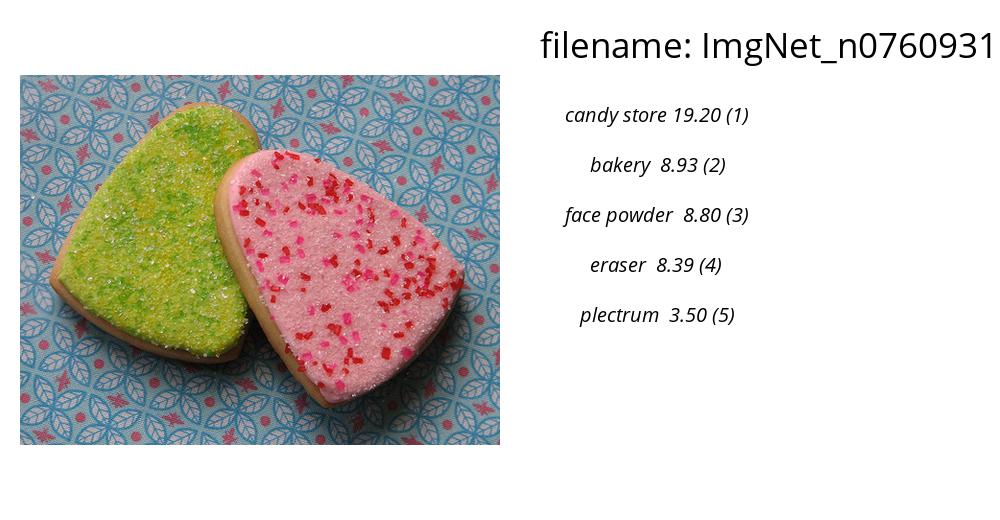 filename: ImgNet_n0760931
candy store 19.20 (1)
bakery 8.93 (2)
face powder 8.80 (3)
eraser 8.39 (4)
plectrum 3.50 (5)